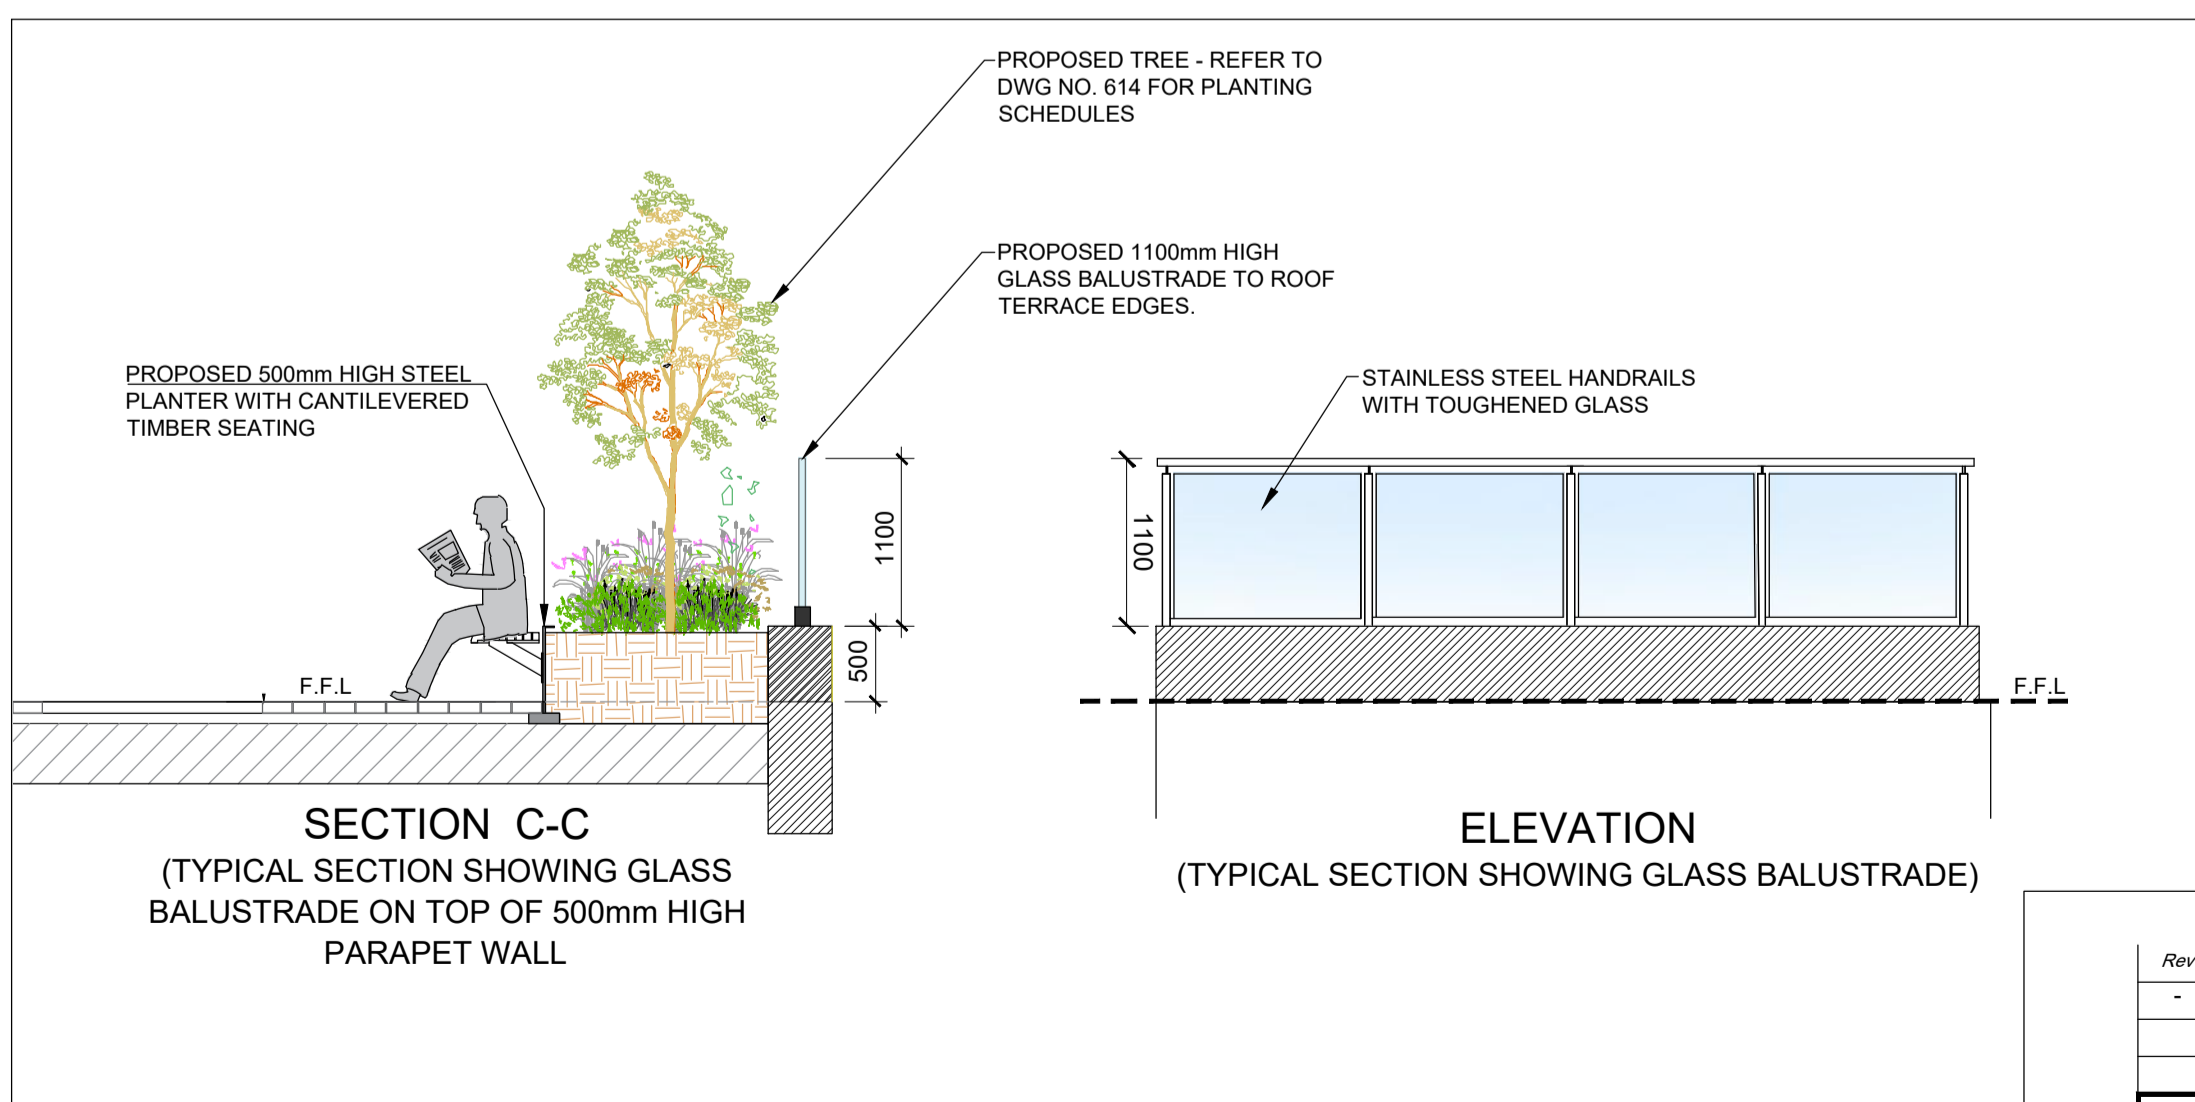 PROPOSED TREE - REFER TO
DWG NO. 614 FOR PLANTING
SCHEDULES
PROPOSED 1100mm HIGH
GLASS BALUSTRADE TO ROOF
TERRACE EDGES.
PROPOSED 500mm HIGH STEEL
PLANTER WITH CANTILEVERED
TIMBER SEATING
STAINLESS STEEL HANDRAILS
WITH TOUGHENED GLASS
1100
500
1100
F.F.L
F.F.L
SECTION C-C
(TYPICAL SECTION SHOWING GLASS
BALUSTRADE ON TOP OF 500mm HIGH
PARAPET WALL
ELEVATION
(TYPICAL SECTION SHOWING GLASS BALUSTRADE)
Rev
-